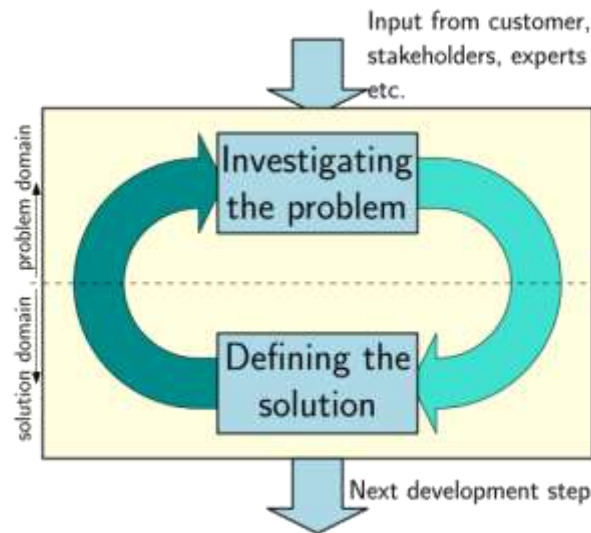 Input from customer,
stakeholders, experts
etc.
problem domain
Investigating
the problem
solution domain
Defining the
solution
Next development step